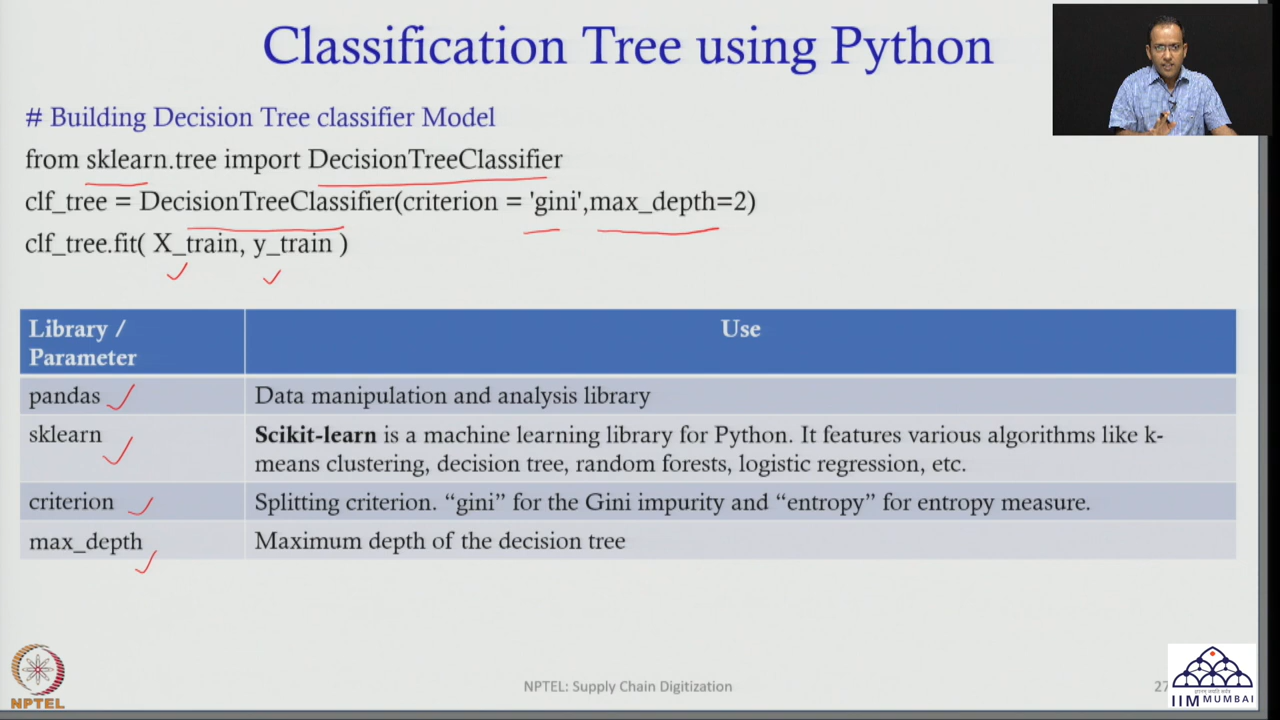 Classification Tree using Python
# Building Decision Tree classifier Model
from sklearn.tree import DecisionTreeClassifier
clf_tree = DecisionTreeClassifier(criterion = 'gini',max_depth=2)
clf_tree.fit( X_train, y_train )
Library / Parameter Use
pandas Data manipulation and analysis library
sklearn Scikit-learn is a machine learning library for Python. It features various algorithms like k-
means clustering, decision tree, random forests, logistic regression, etc.
criterion Splitting criterion. “gini” for the Gini impurity and “entropy” for entropy measure.
max_depth Maximum depth of the decision tree
NPTEL
NPTEL: Supply Chain Digitization
27
IIM MUMBAI